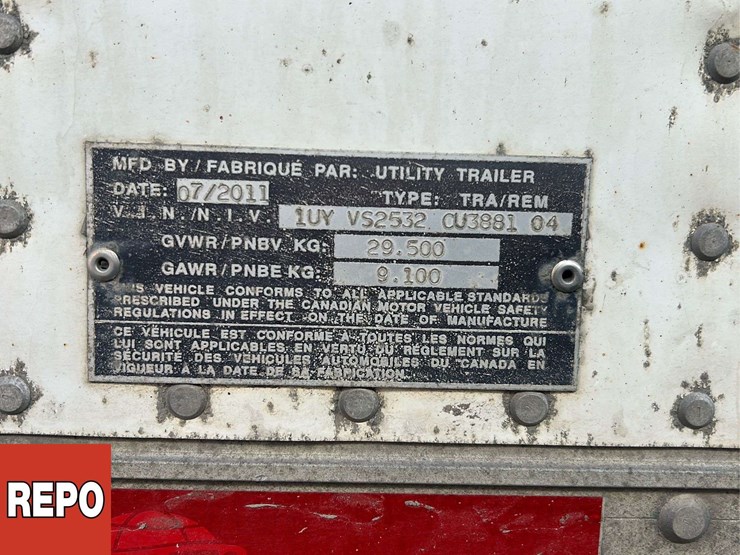 MFD BY / FABRIQUÉ PAR: UTILITY TRAILER
DATE: 07/2011 TYPE: TRA/REM
V.I.N./N.I.V. 1UY VS2532 CU3881 04
GVWR/PNBV KG: 29.500
GAWR/PNBE KG: 9.100
THIS VEHICLE CONFORMS TO ALL APPLICABLE STANDARDS
PRESCRIBED UNDER THE CANADIAN MOTOR VEHICLE SAFETY
REGULATIONS IN EFFECT ON THE DATE OF MANUFACTURE
CE VÉHICULE EST CONFORME À TOUTES LES NORMES QUI
LUI SONT APPLICABLES EN VERTU DU RÈGLEMENT SUR LA
SÉCURITÉ DES VÉHICULES AUTOMOBILES DU CANADA EN
VIGUEUR À LA DATE DE SA FABRICATION
REPO